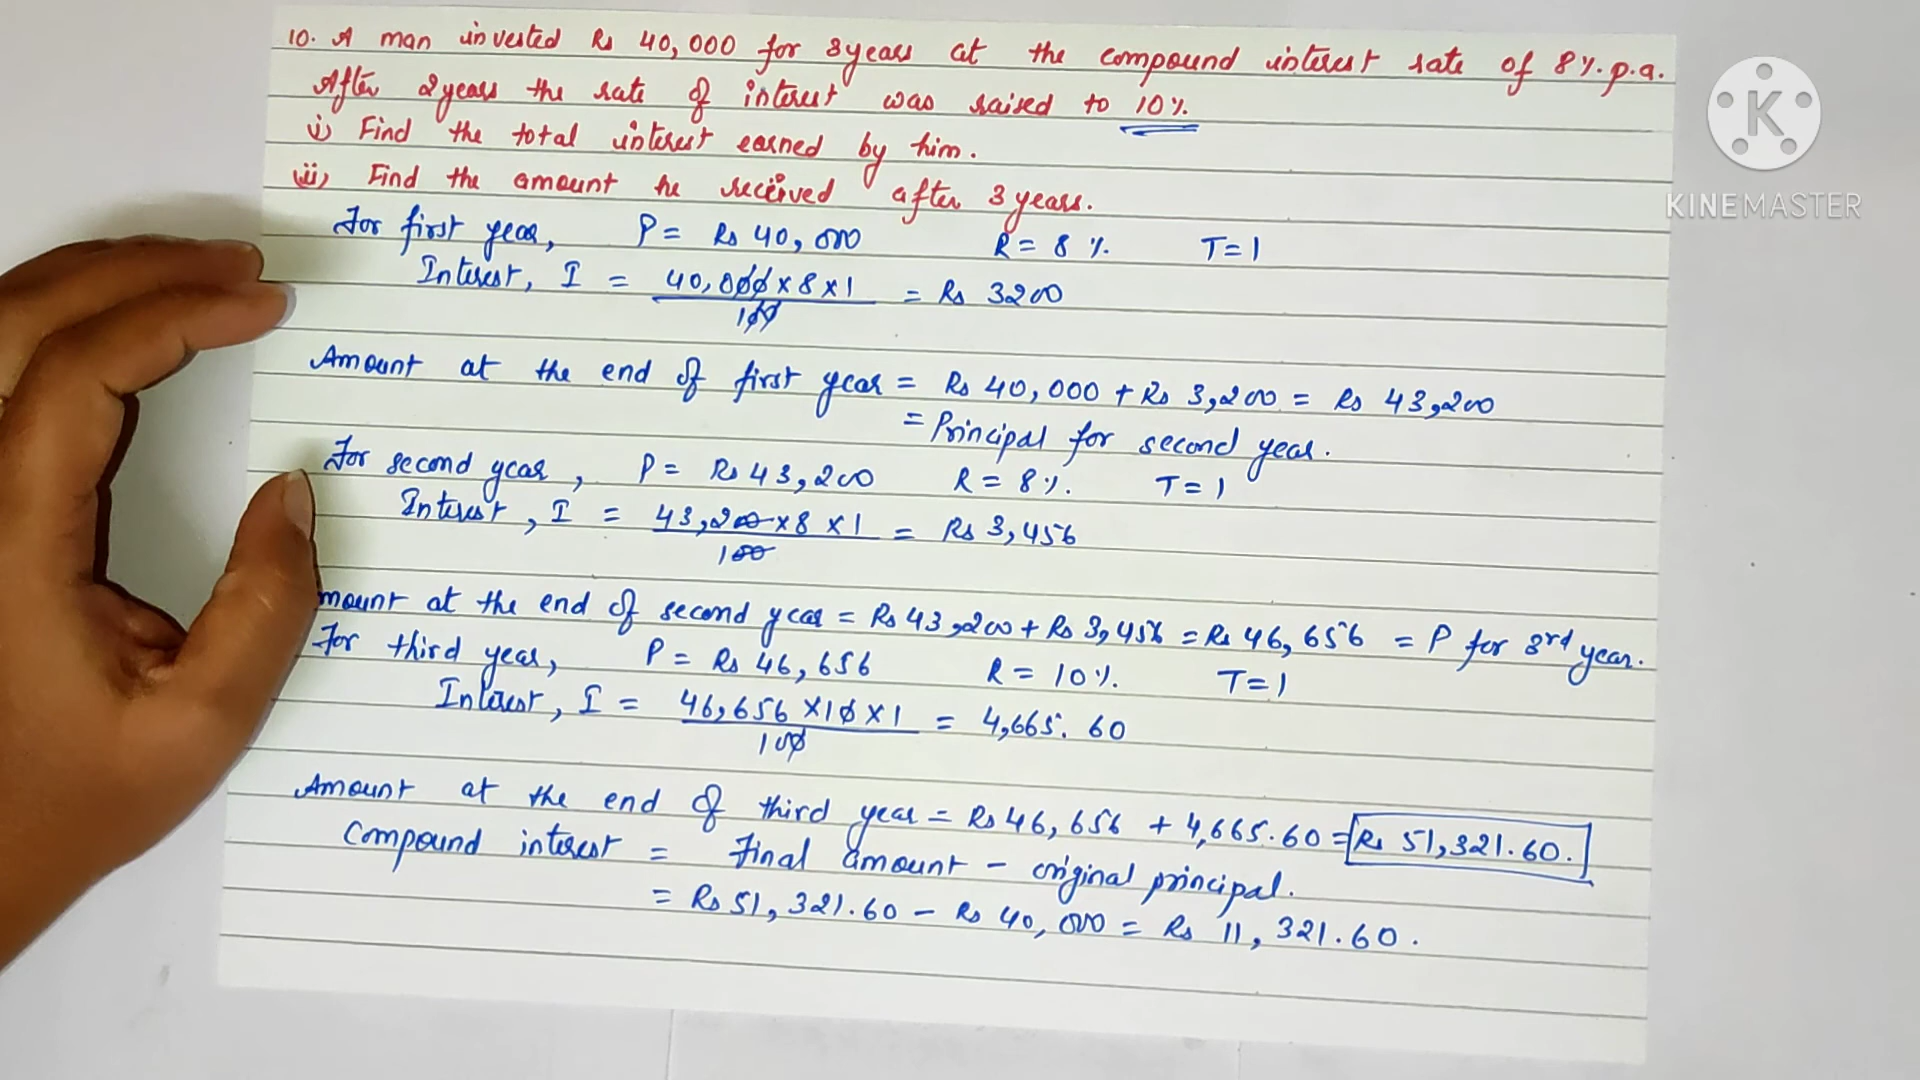 10. A man invested Rs 40,000 for 3 years at the compound interest rate of 8%. p.a.
After 2 years the rate of interest was raised to 10%.
i) Find the total interest earned by him.
ii) Find the amount he received after 3 years.
For first year, P = Rs 40,000 R = 8 % T = 1
Interest, I = 40,000 × 8 × 1 / 100 = Rs 3200
Amount at the end of first year = Rs 40,000 + Rs 3,200 = Rs 43,200
= Principal for second year.
For second year, P = Rs 43,200 R = 8%. T = 1
Interest, I = 43,200 × 8 × 1 / 100 = Rs 3,456
mount at the end of second year = Rs 43,200 + Rs 3,456 = Rs 46,656 = P for 3rd year.
For third year, P = Rs 46,656 R = 10%. T = 1
Interest, I = 46,656 × 10 × 1 / 100 = 4,665.60
Amount at the end of third year = Rs 46,656 + 4,665.60 = Rs 51,321.60.
Compound interest = Final amount - original principal.
= Rs 51,321.60 - Rs 40,000 = Rs 11,321.60.
K
KINEMASTER